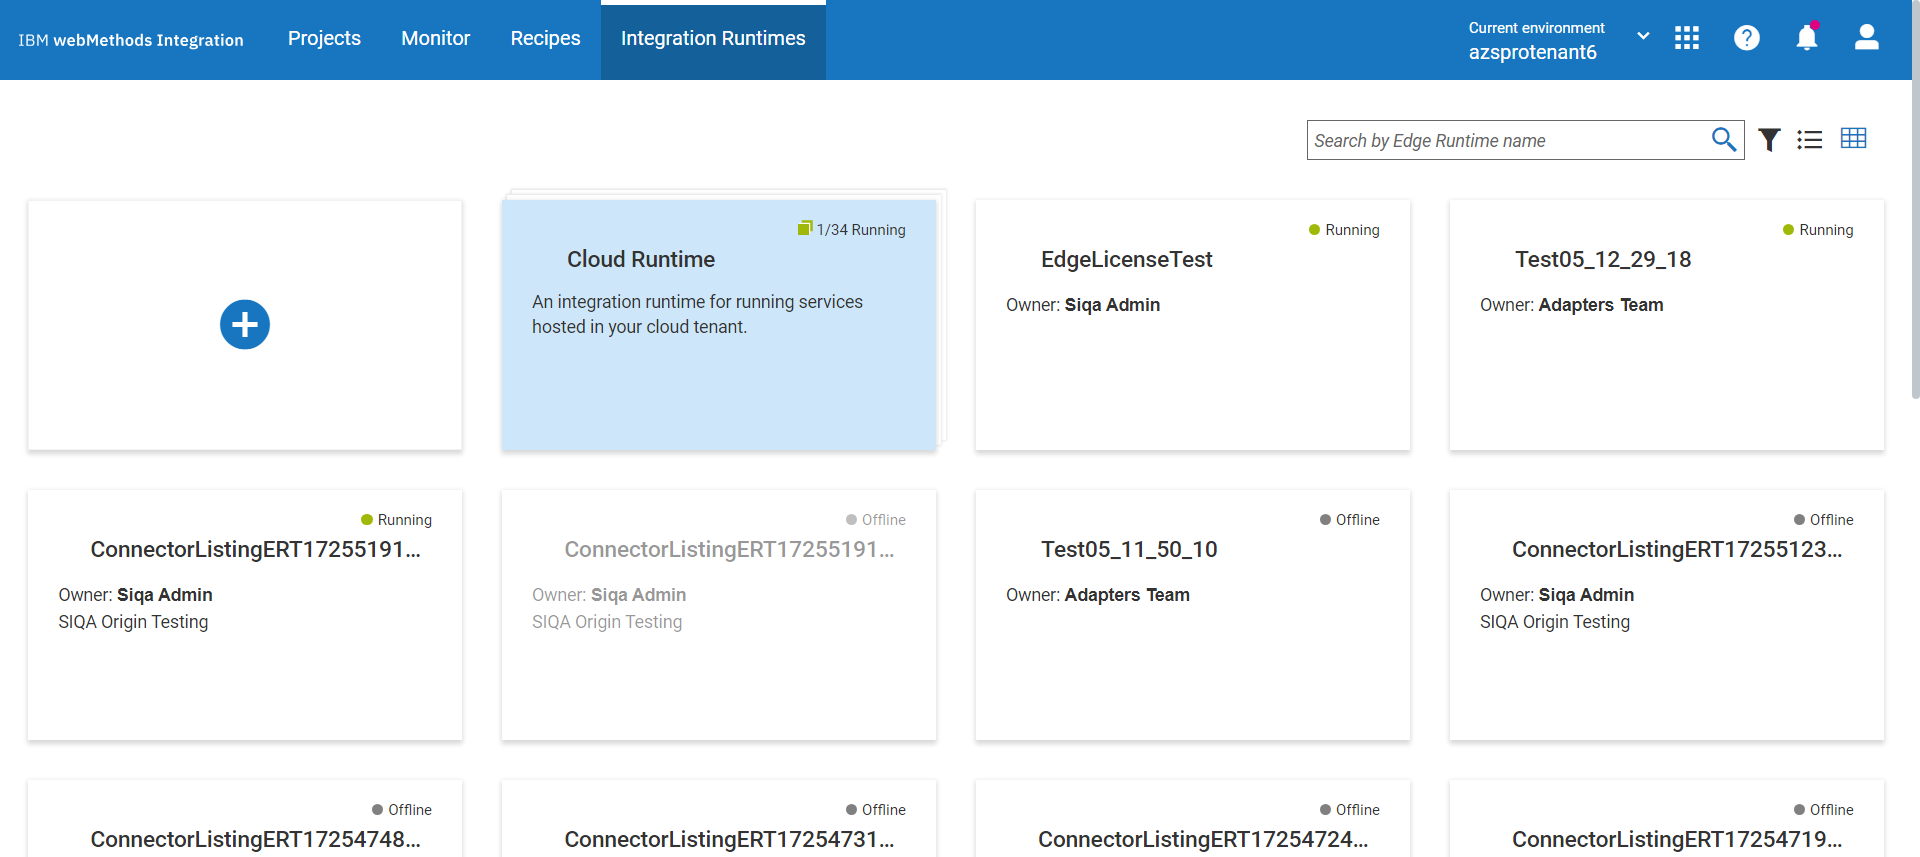 IBM webMethods Integration
Projects
Monitor
Recipes
Integration Runtimes
Current environment
azsprotenant6
Search by Edge Runtime name
1/34 Running
Cloud Runtime
An integration runtime for running services
hosted in your cloud tenant.
Running
EdgeLicenseTest
Owner: Siqa Admin
Running
Test05_12_29_18
Owner: Adapters Team
Running
ConnectorListingERT17255191...
Owner: Siqa Admin
SIQA Origin Testing
Offline
ConnectorListingERT17255191...
Owner: Siqa Admin
SIQA Origin Testing
Offline
Test05_11_50_10
Owner: Adapters Team
Offline
ConnectorListingERT17255123...
Owner: Siqa Admin
SIQA Origin Testing
Offline
ConnectorListingERT17254748...
Offline
ConnectorListingERT17254731...
Offline
ConnectorListingERT17254724...
Offline
ConnectorListingERT17254719...